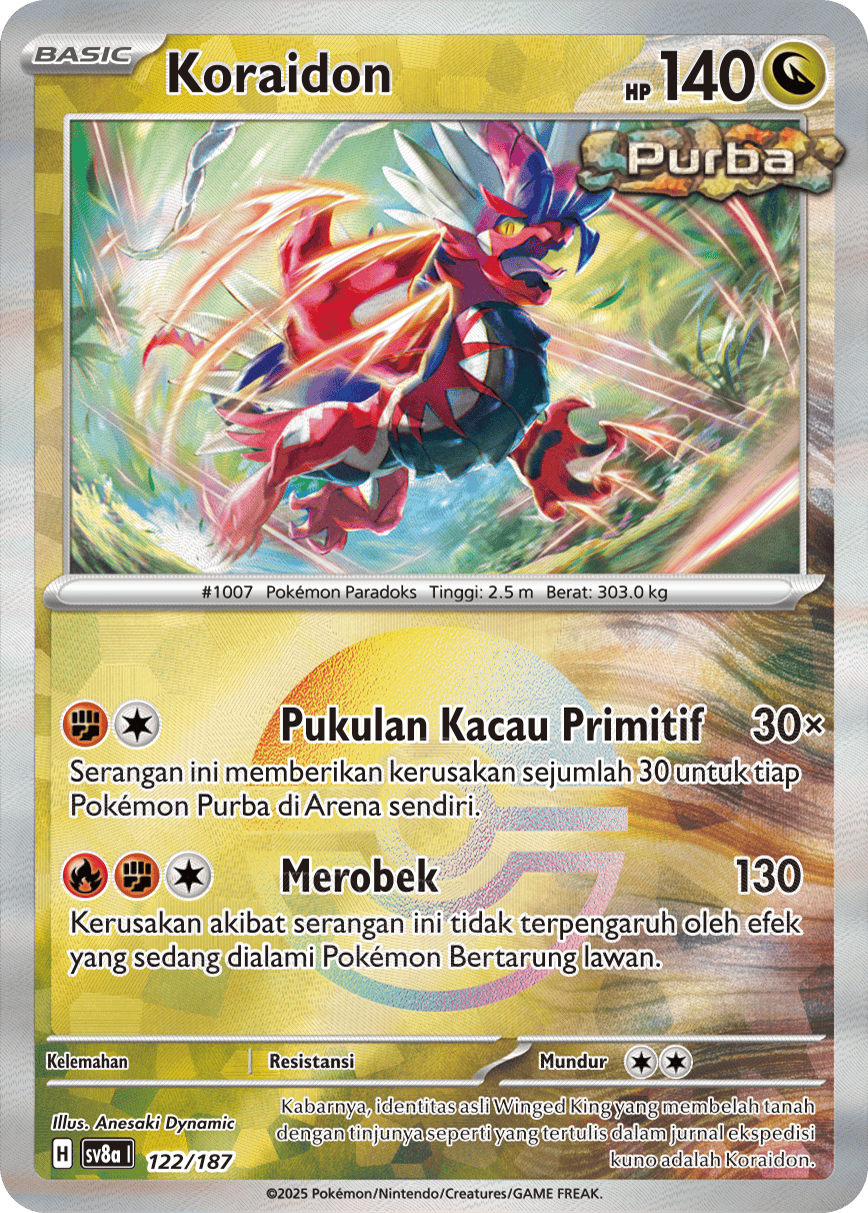 BASIC
Koraidon
HP 140
Purba
#1007 Pokémon Paradoks Tinggi: 2.5 m Berat: 303.0 kg
Pukulan Kacau Primitif 30×
Serangan ini memberikan kerusakan sejumlah 30 untuk tiap
Pokémon Purba di Arena sendiri.
Merobek 130
Kerusakan akibat serangan ini tidak terpengaruh oleh efek
yang sedang dialami Pokémon Bertarung lawan.
Kelemahan Resistansi Mundur
Illus. Anesaki Dynamic
Kabarnya, identitas asli Winged King yang membelah tanah
dengan tinjunya seperti yang tertulis dalam jurnal ekspedisi
kuno adalah Koraidon.
H sv8a I 122/187
©2025 Pokémon/Nintendo/Creatures/GAME FREAK.